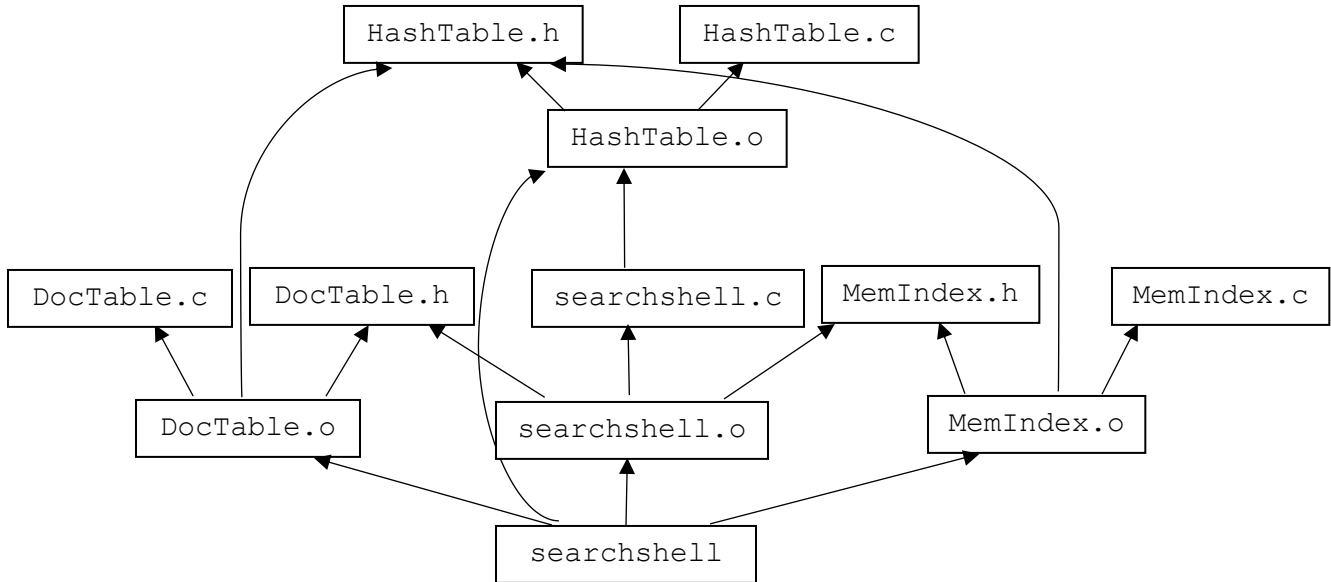 HashTable.h
HashTable.c
HashTable.o
DocTable.c
DocTable.h
searchshell.c
MemIndex.h
MemIndex.c
DocTable.o
searchshell.o
MemIndex.o
searchshell